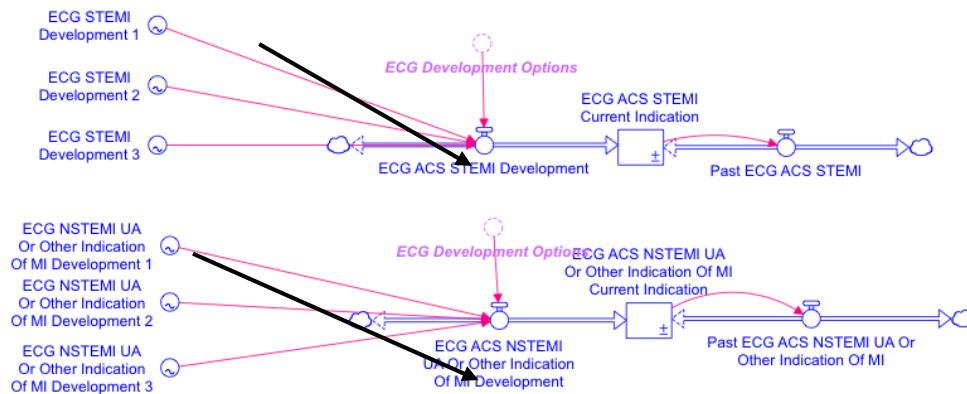 ECG STEMI
Development 1
ECG STEMI
Development 2
ECG STEMI
Development 3
ECG Development Options
ECG ACS STEMI
Current Indication
ECG ACS STEMI Development
Past ECG ACS STEMI
ECG NSTEMI UA
Or Other Indication
Of MI Development 1
ECG NSTEMI UA
Or Other Indication
Of MI Development 2
ECG NSTEMI UA
Or Other Indication
Of MI Development 3
ECG Development Options
ECG ACS NSTEMI UA
Or Other Indication Of MI
Current Indication
ECG ACS NSTEMI
UA Or Other Indication
Of MI Development
Past ECG ACS NSTEMI UA Or
Other Indication Of MI